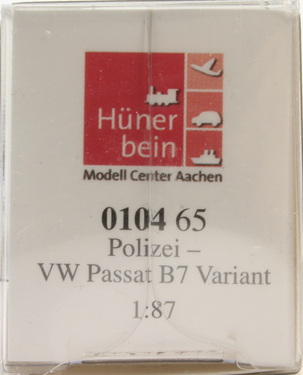 Hüner
bein
Modell Center Aachen
0104 65
Polizei –
VW Passat B7 Variant
1:87